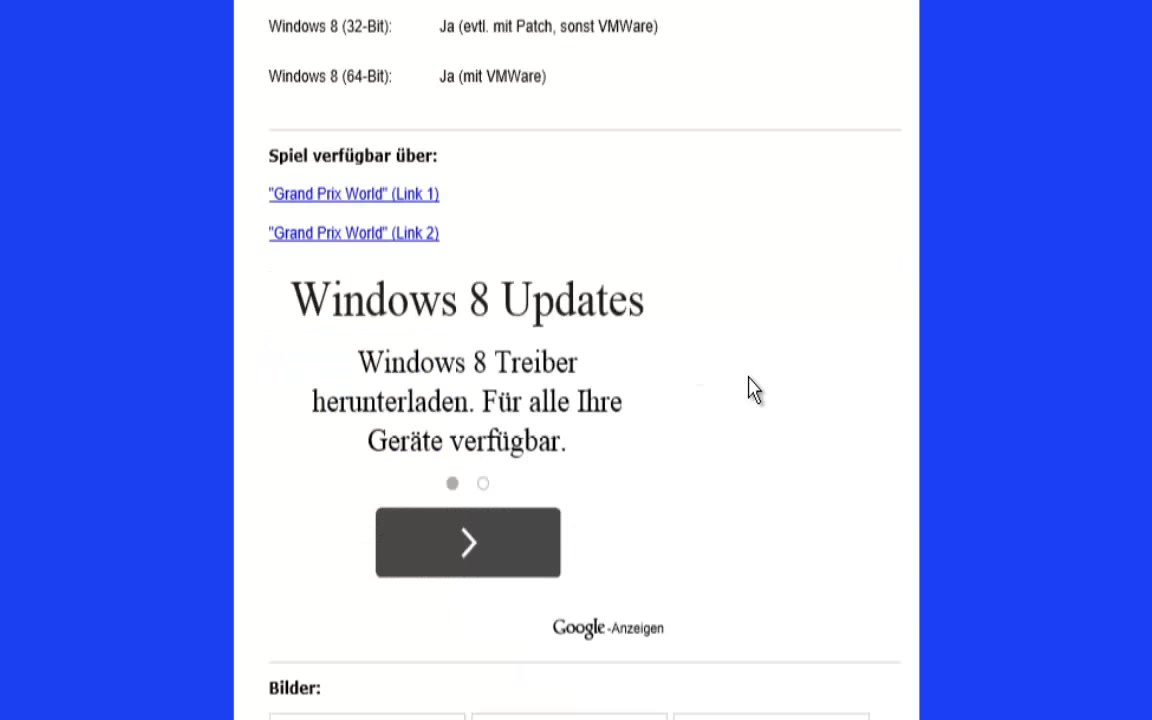 Windows 8 (32-Bit): Ja (evtl. mit Patch, sonst VMWare)
Windows 8 (64-Bit): Ja (mit VMWare)
Spiel verfügbar über:
"Grand Prix World" (Link 1)
"Grand Prix World" (Link 2)
Windows 8 Updates
Windows 8 Treiber
herunterladen. Für alle Ihre
Geräte verfügbar.
Google-Anzeigen
Bilder: